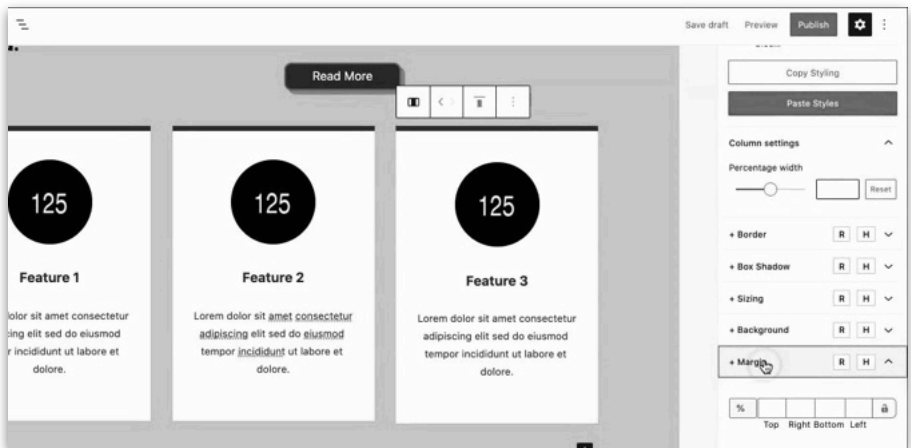 Save draft Preview Publish
Read More
Copy Styling
Paste Styles
Column settings
Percentage width
Reset
+ Border R H
+ Box Shadow R H
+ Sizing R H
+ Background R H
+ Margin R H
%
Top Right Bottom Left
125
Feature 1
dolor sit amet consectetur
cing elit sed do eiusmod
r incididunt ut labore et
dolore.
125
Feature 2
Lorem dolor sit amet consectetur
adipiscing elit sed do eiusmod
tempor incididunt ut labore et
dolore.
125
Feature 3
Lorem dolor sit amet consectetur
adipiscing elit sed do eiusmod
tempor incididunt ut labore et
dolore.